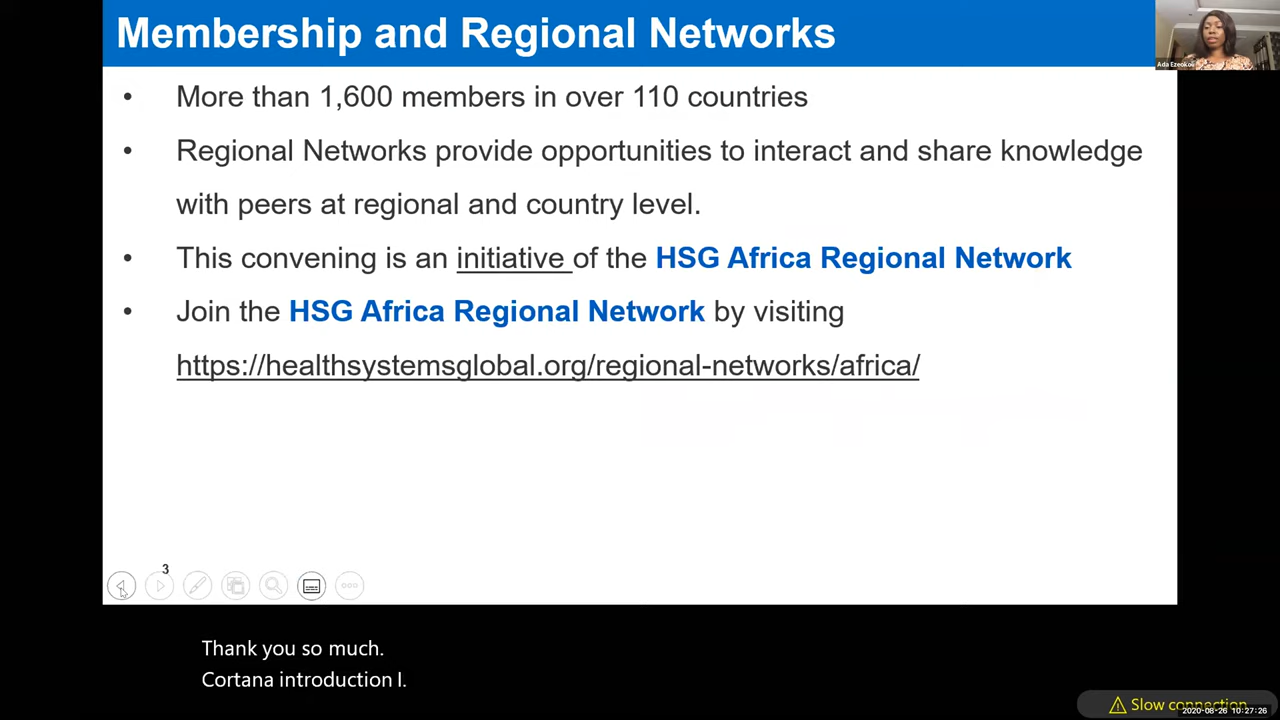 Membership and Regional Networks
Ada Ezeokoli
• More than 1,600 members in over 110 countries
• Regional Networks provide opportunities to interact and share knowledge
with peers at regional and country level.
• This convening is an initiative of the HSG Africa Regional Network
• Join the HSG Africa Regional Network by visiting
https://healthsystemsglobal.org/regional-networks/africa/
3
Thank you so much.
Cortana introduction I.
Slow connection
2020-08-26 10:27:26